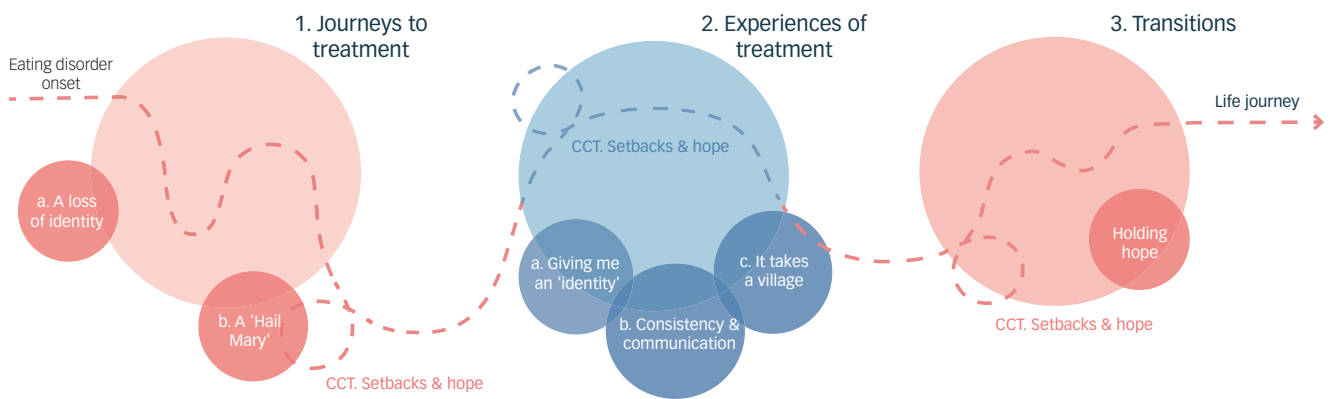 1. Journeys to
treatment
Eating disorder
onset
a. A loss
of identity
b. A 'Hail
Mary'
CCT. Setbacks & hope
2. Experiences of
treatment
CCT. Setbacks & hope
a. Giving me
an 'identity'
b. Consistency &
communication
c. It takes
a village
3. Transitions
Life journey
Holding
hope
CCT. Setbacks & hope